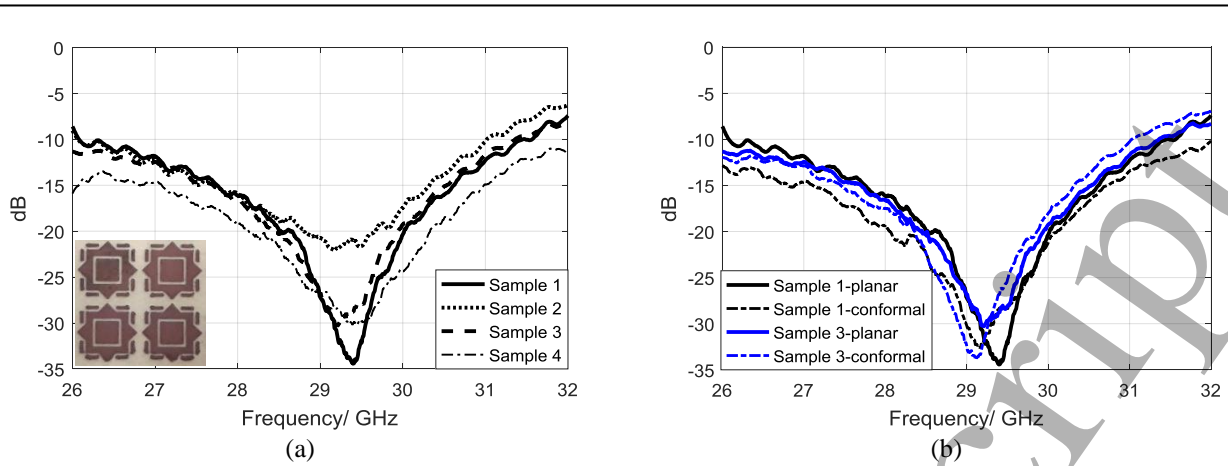 0
-5
-10
-15
-20
-25
-30
-35
dB
26 27 28 29 30 31 32
Frequency/ GHz
Sample 1
Sample 2
Sample 3
Sample 4
(a)
0
-5
-10
-15
-20
-25
-30
-35
dB
26 27 28 29 30 31 32
Frequency/ GHz
Sample 1-planar
Sample 1-conformal
Sample 3-planar
Sample 3-conformal
(b)
cript